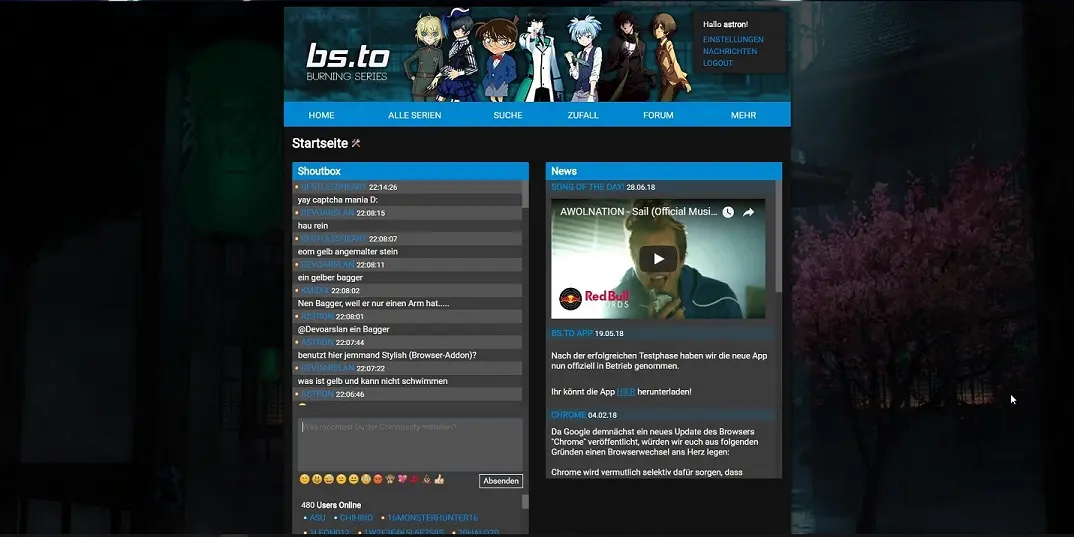 bs.to
BURNING SERIES
Hallo astron!
EINSTELLUNGEN
NACHRICHTEN
LOGOUT
HOME ALLE SERIEN SUCHE ZUFALL FORUM MEHR
Startseite
Shoutbox
RESTLESSHEART 22:14:26
yay captcha mania D:
DEVOARSLAN 22:08:15
hau rein
RESTLESSHEART 22:08:07
eom gelb angemalter stein
DEVOARSLAN 22:08:11
ein gelber bagger
22:08:02
Nen Bagger, weil er nur einen Arm hat.....
ASTRON 22:08:01
@Devoarslan ein Bagger
ASTRON 22:07:44
benutzt hier jemmand Stylish (Browser-Addon)?
DEVOARSLAN 22:07:22
was ist gelb und kann nicht schwimmen
ASTRON 22:06:46
Was möchtest Du der Community mitteilen?
Absenden
480 Users Online
ASU CHIHIRO 16MONSTERHUNTER16
News
SONG OF THE DAY! 28.06.18
AWOLNATION - Sail (Official Musi...
Red Bull
RECORDS
BS.TO APP 19.05.18
Nach der erfolgreichen Testphase haben wir die neue App
nun offiziell in Betrieb genommen.
Ihr könnt die App HIER herunterladen!
CHROME 04.02.18
Da Google demnächst ein neues Update des Browsers
"Chrome" veröffentlicht, würden wir euch aus folgenden
Gründen einen Browserwechsel ans Herz legen:
Chrome wird vermutlich selektiv dafür sorgen, dass